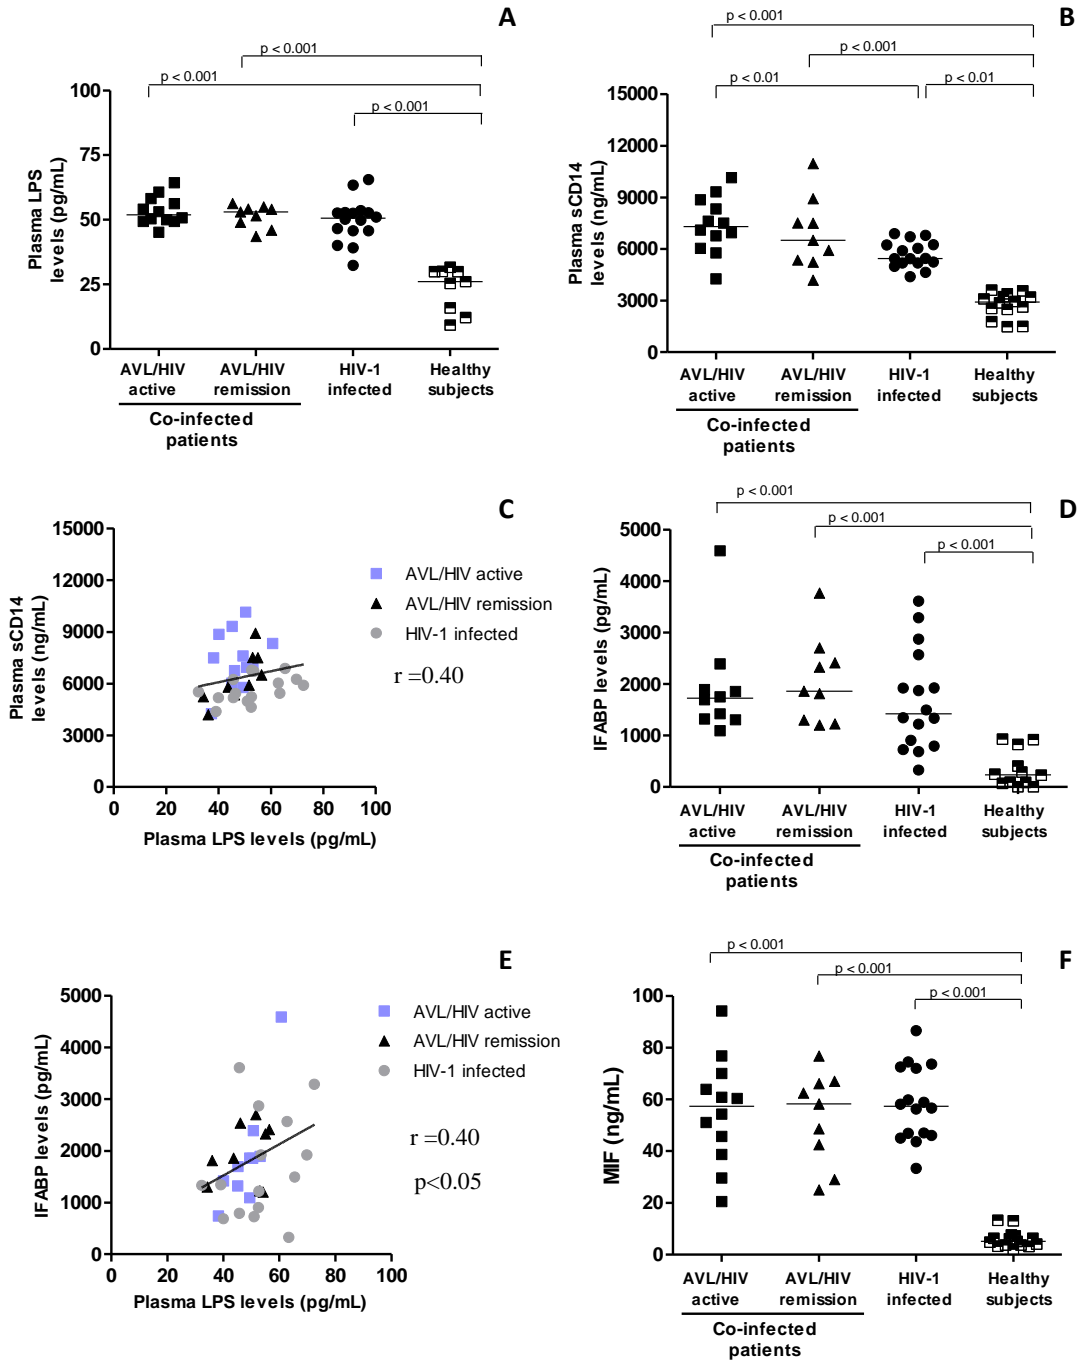 A
p < 0.001
p < 0.001
p < 0.001
100
75
50
25
0
Plasma LPS
levels (pg/mL)
AVL/HIV
active
AVL/HIV
remission
HIV-1
infected
Healthy
subjects
Co-infected
patients
B
p < 0.001
p < 0.001
p < 0.01
p < 0.01
15000
12000
9000
6000
3000
0
Plasma sCD14
levels (ng/mL)
AVL/HIV
active
AVL/HIV
remission
HIV-1
infected
Healthy
subjects
Co-infected
patients
C
15000
12000
9000
6000
3000
0
Plasma sCD14
levels (ng/mL)
0 20 40 60 80 100
Plasma LPS levels (pg/mL)
AVL/HIV active
AVL/HIV remission
HIV-1 infected
r =0.40
D
p < 0.001
p < 0.001
p < 0.001
5000
4000
3000
2000
1000
0
IFABP levels (pg/mL)
AVL/HIV
active
AVL/HIV
remission
HIV-1
infected
Healthy
subjects
Co-infected
patients
E
5000
4000
3000
2000
1000
0
IFABP levels (pg/mL)
0 20 40 60 80 100
Plasma LPS levels (pg/mL)
AVL/HIV active
AVL/HIV remission
HIV-1 infected
r =0.40
p<0.05
F
p < 0.001
p < 0.001
p < 0.001
100
80
60
40
20
0
MIF (ng/mL)
AVL/HIV
active
AVL/HIV
remission
HIV-1
infected
Healthy
subjects
Co-infected
patients